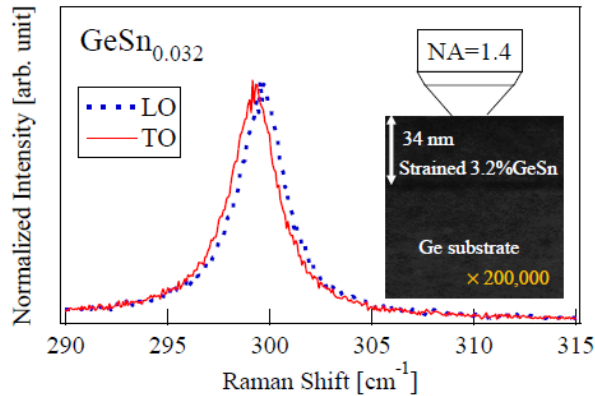 GeSn0.032
NA=1.4
LO
TO
34 nm
Strained 3.2%GeSn
Ge substrate
×200,000
Normalized Intensity [arb. unit]
290 295 300 305 310 315
Raman Shift [cm-1]